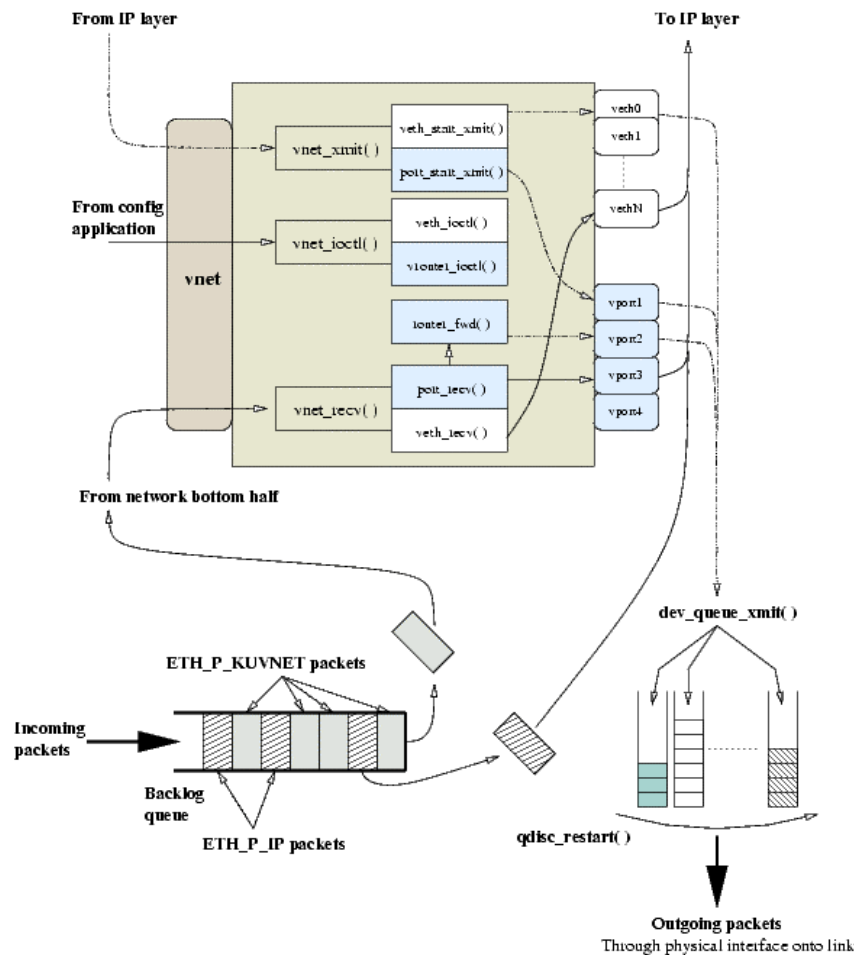 From IP layer
To IP layer
veth0
veth1
vethN
veth_stnit_xmit( )
vnet_xmit( )
port_stnit_xmit( )
From config
application
vnet
veth_ioctl( )
vnet_ioctl( )
vrouter_ioctl( )
vport1
vport2
vport3
vport4
router_fwd( )
port_recv( )
vnet_recv( )
veth_recv( )
From network bottom half
dev_queue_xmit( )
ETH_P_KUVNET packets
Incoming
packets
Backlog
queue
ETH_P_IP packets
qdisc_restart( )
Outgoing packets
Through physical interface onto link